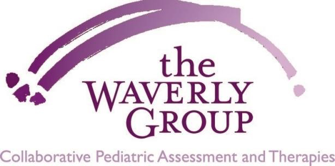 the
WAVERLY
GROUP
Collaborative Pediatric Assessment and Therapies